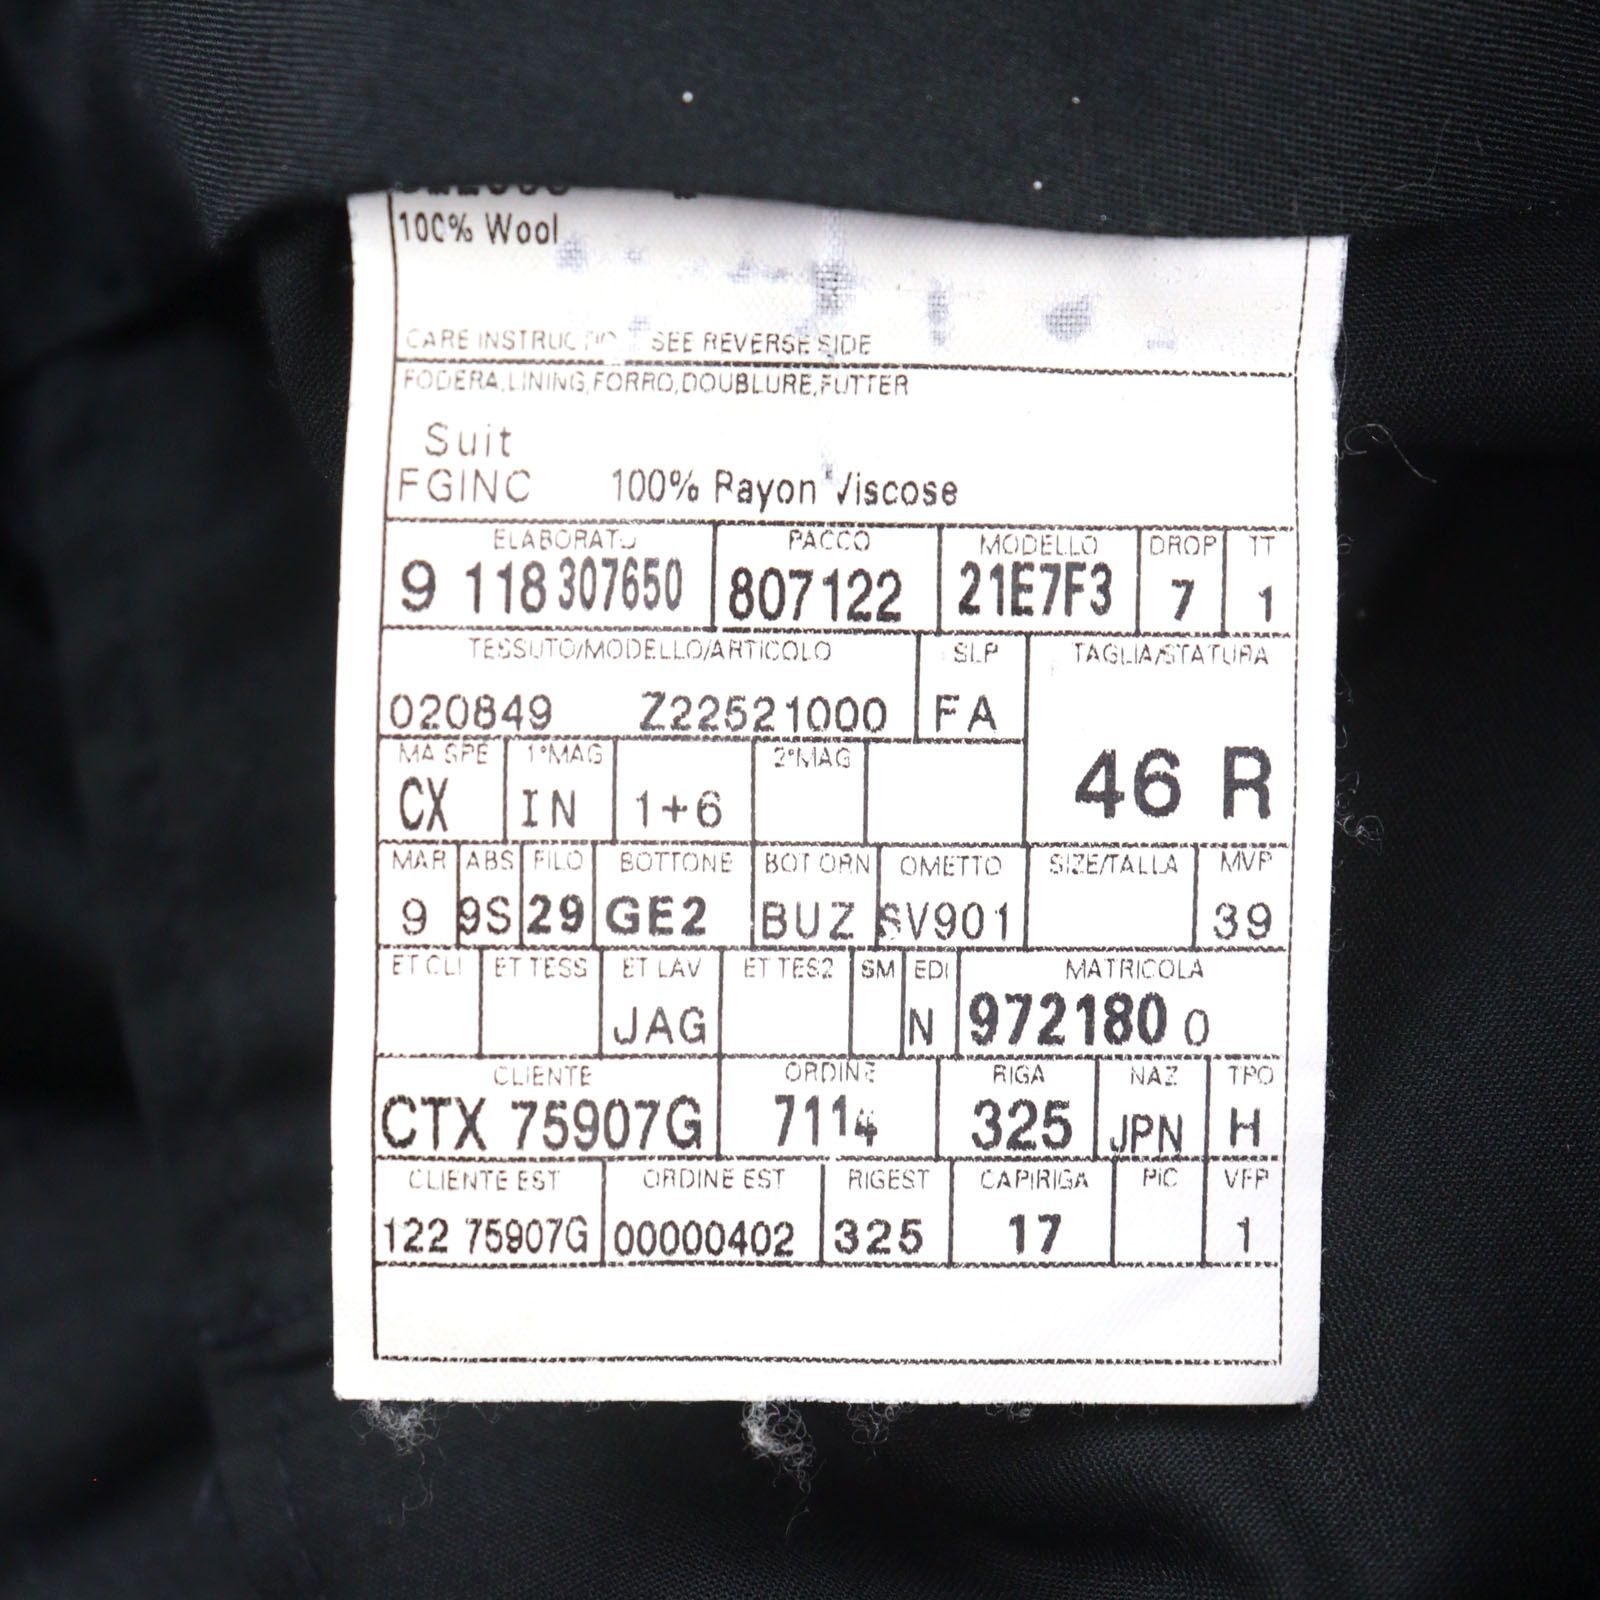 100% Wool
CARE INSTRUCTIO SEE REVERSE SIDE
FODERA,LINING,FORRO,DOUBLURE,FUTTER
Suit
FGINC 100% Rayon Viscose
ELABORATO PACCO MODELLO DROP TT
9 118 307650 807122 21E7F3 7 1
TESSUTO/MODELLO/ARTICOLO SLP TAGLIA/STATURA
020849 Z22521000 FA
46 R
MA SPE 1°MAG 2°MAG
CX IN 1+6
MAR ABS FILO BOTTONE BOT ORN OMETTO SIZE/TALLA MVP
9 9S 29 GE2 BUZ SV901 39
ET CLI ET TESS ET LAV ET TES2 SM EDI MATRICOLA
JAG N 972180 0
CLIENTE ORDINE RIGA NAZ TPO
CTX 75907G 7114 325 JPN H
CLIENTE EST ORDINE EST RIGEST CAPIRIGA PIC VFP
122 75907G 00000402 325 17 1